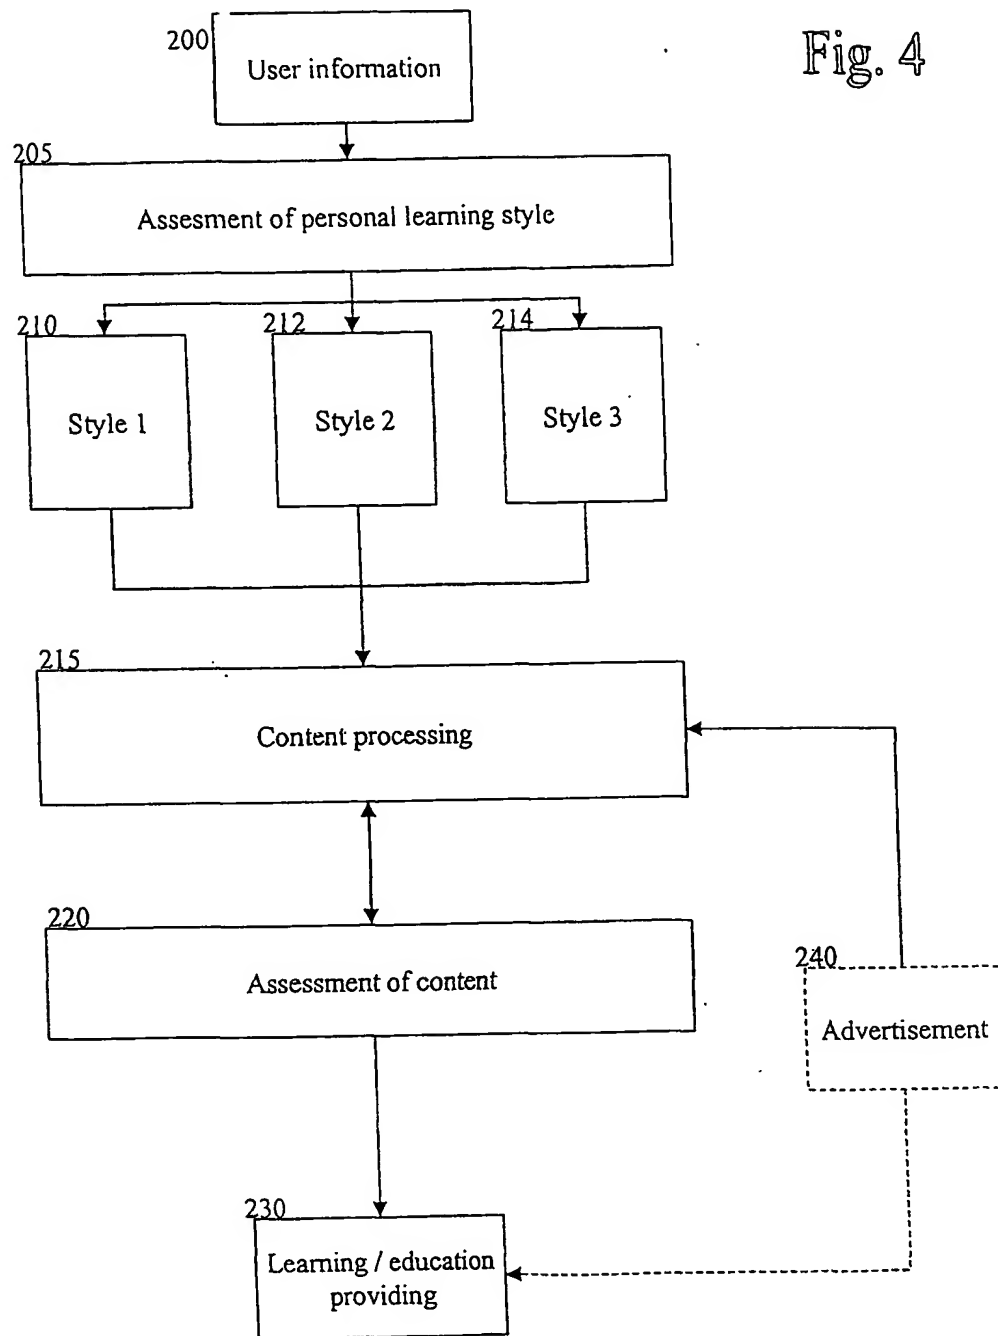 Fig. 4
200
User information
205
Assesment of personal learning style
210
212
214
Style 1
Style 2
Style 3
215
Content processing
220
Assessment of content
240
Advertisement
230
Learning / education
providing